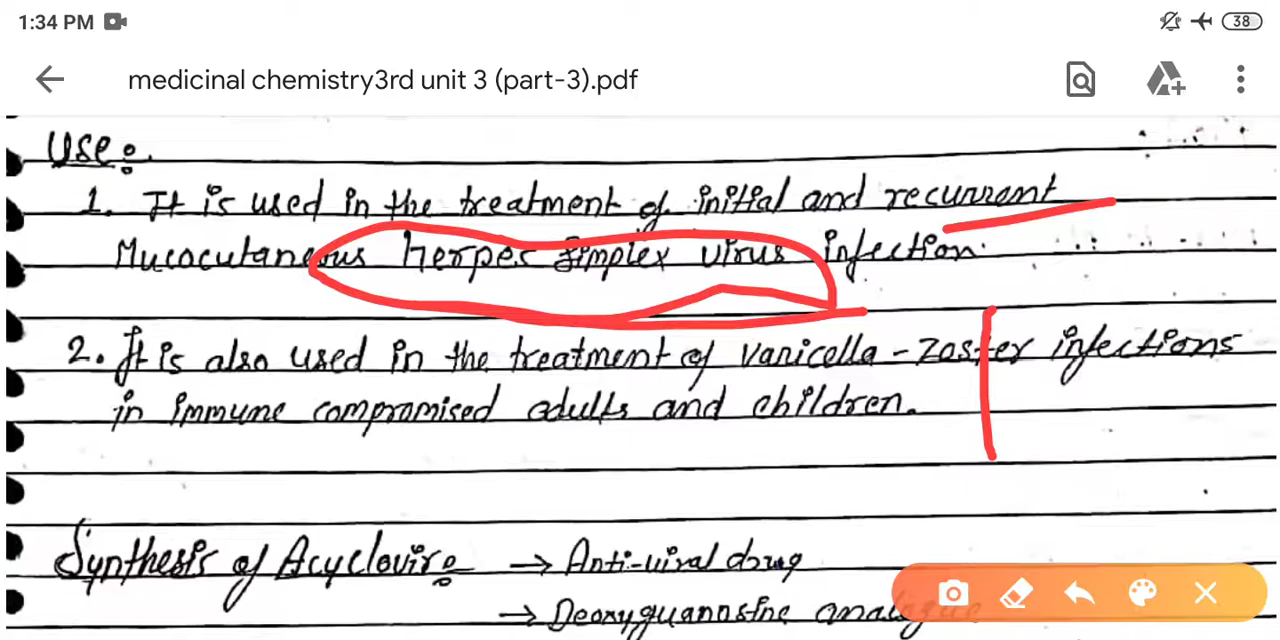 1:34 PM
38
medicinal chemistry3rd unit 3 (part-3).pdf
Use:
1. It is used in the treatment of initial and recurrent
Mucocutaneous herpes simplex virus infection.
2. It is also used in the treatment of varicella-zoster infections
in immune compromised adults and children.
Synthesis of Acyclovir: → Anti-viral drug
→ Deoxyguanosine analogue